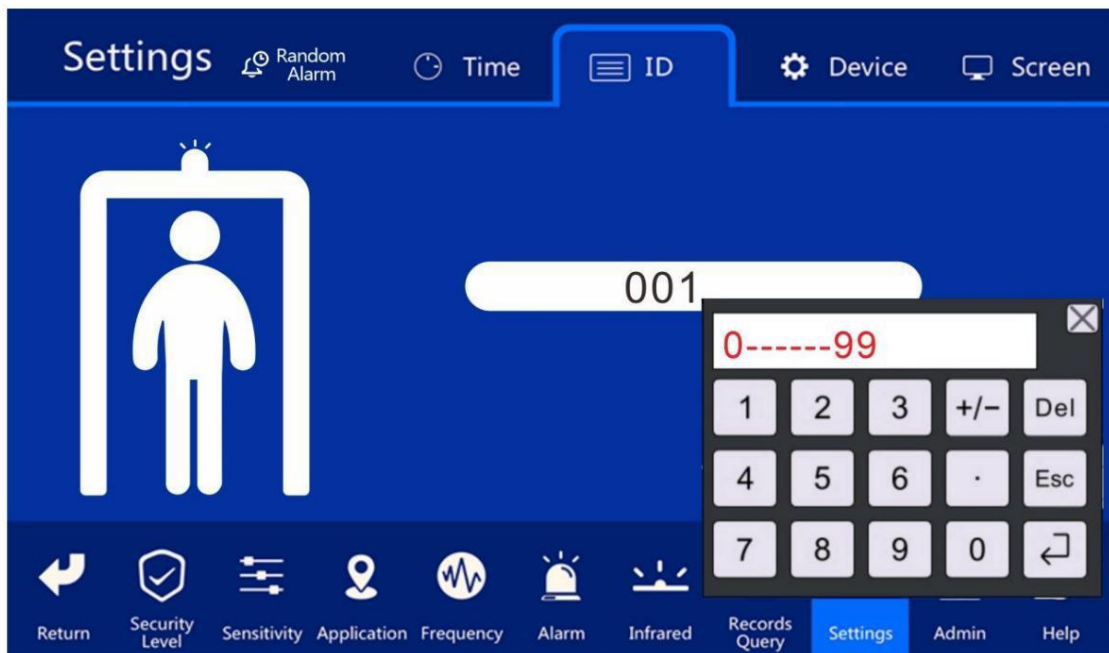 Settings
Random
Alarm
Time
ID
Device
Screen
001
0------99
1 2 3 +/- Del
4 5 6 . Esc
7 8 9 0
Return
Security
Level
Sensitivity
Application
Frequency
Alarm
Infrared
Records
Query
Settings
Admin
Help